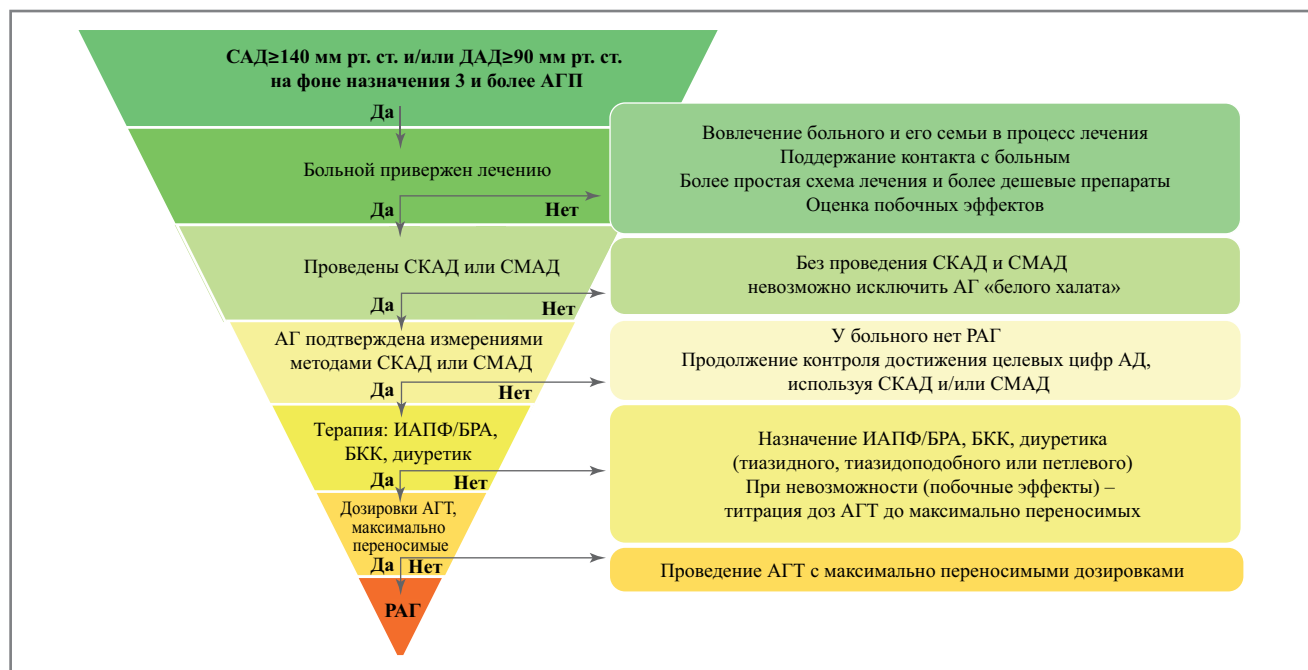 САД≥140 мм рт. ст. и/или ДАД≥90 мм рт. ст.
на фоне назначения 3 и более АГП
Да
Больной привержен лечению
Да
Нет
Вовлечение больного и его семьи в процесс лечения
Поддержание контакта с больным
Более простая схема лечения и более дешевые препараты
Оценка побочных эффектов
Проведены СКАД или СМАД
Да
Нет
Без проведения СКАД и СМАД
невозможно исключить АГ «белого халата»
АГ подтверждена измерениями
методами СКАД или СМАД
Да
Нет
У больного нет РАГ
Продолжение контроля достижения целевых цифр АД,
используя СКАД и/или СМАД
Терапия: ИАПФ/БРА,
БКК, диуретик
Да
Нет
Назначение ИАПФ/БРА, БКК, диуретика
(тиазидного, тиазидоподобного или петлевого)
При невозможности (побочные эффекты) –
титрация доз АГТ до максимально переносимых
Дозировки АГТ,
максимально
переносимые
Да
Нет
Проведение АГТ с максимально переносимыми дозировками
РАГ